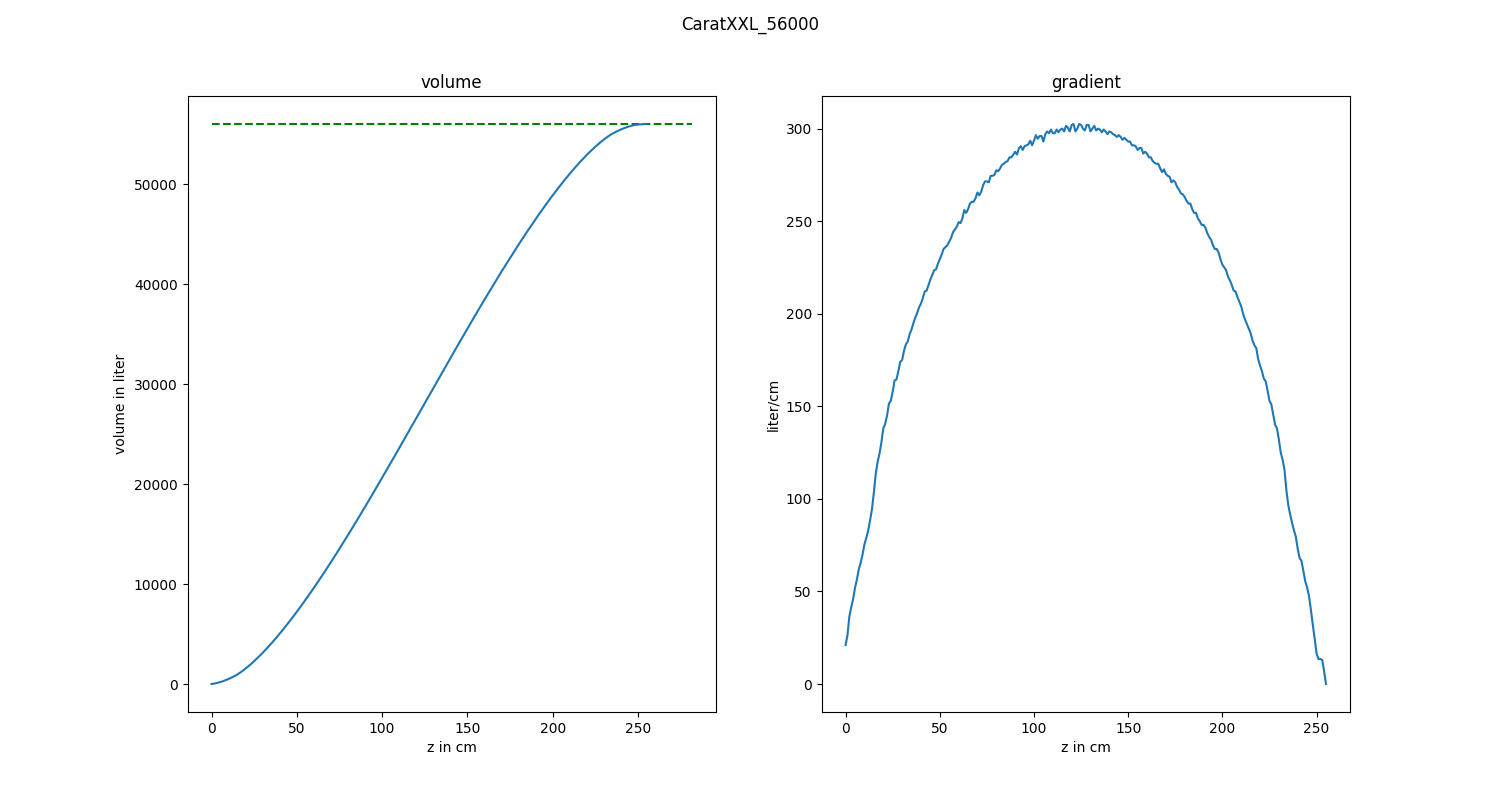 CaratXXL_56000
volume
50000
40000
30000
20000
10000
0
volume in liter
0 50 100 150 200 250
z in cm
gradient
300
250
200
150
100
50
0
liter/cm
0 50 100 150 200 250
z in cm